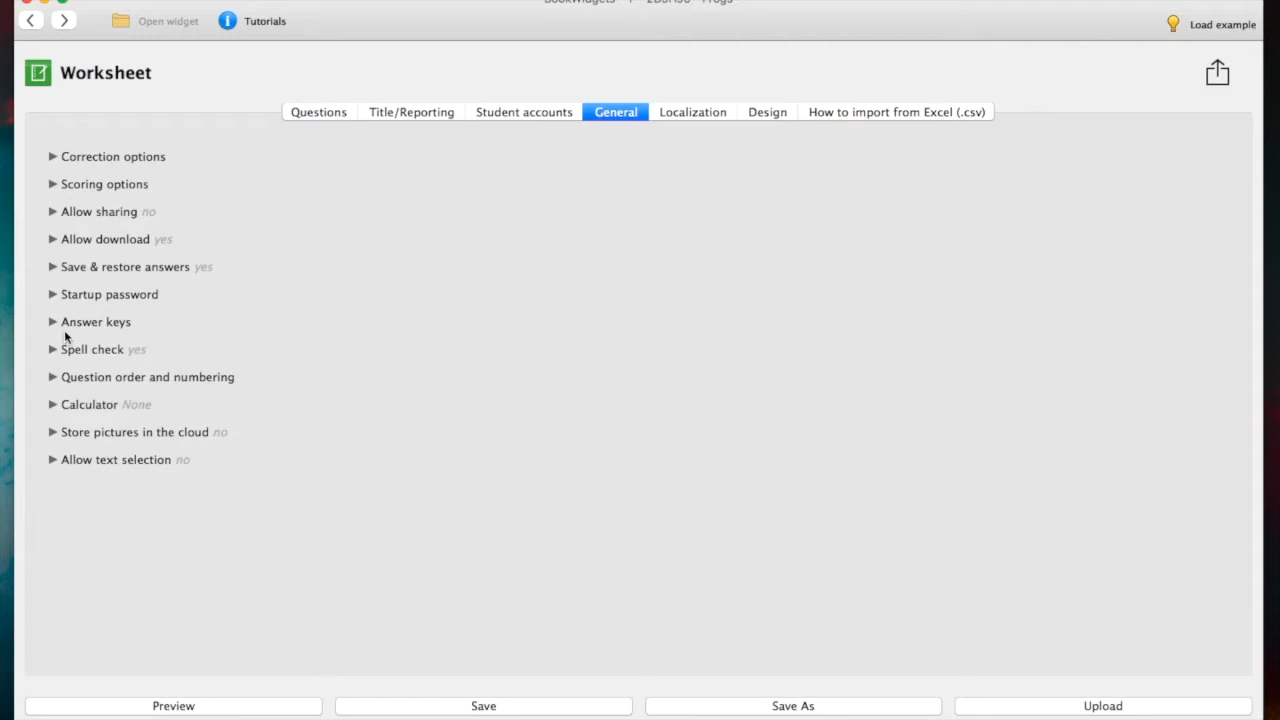 Open widget
Tutorials
Load example
Worksheet
Questions
Title/Reporting
Student accounts
General
Localization
Design
How to import from Excel (.csv)
Correction options
Scoring options
Allow sharing no
Allow download yes
Save & restore answers yes
Startup password
Answer keys
Spell check yes
Question order and numbering
Calculator None
Store pictures in the cloud no
Allow text selection no
Preview
Save
Save As
Upload